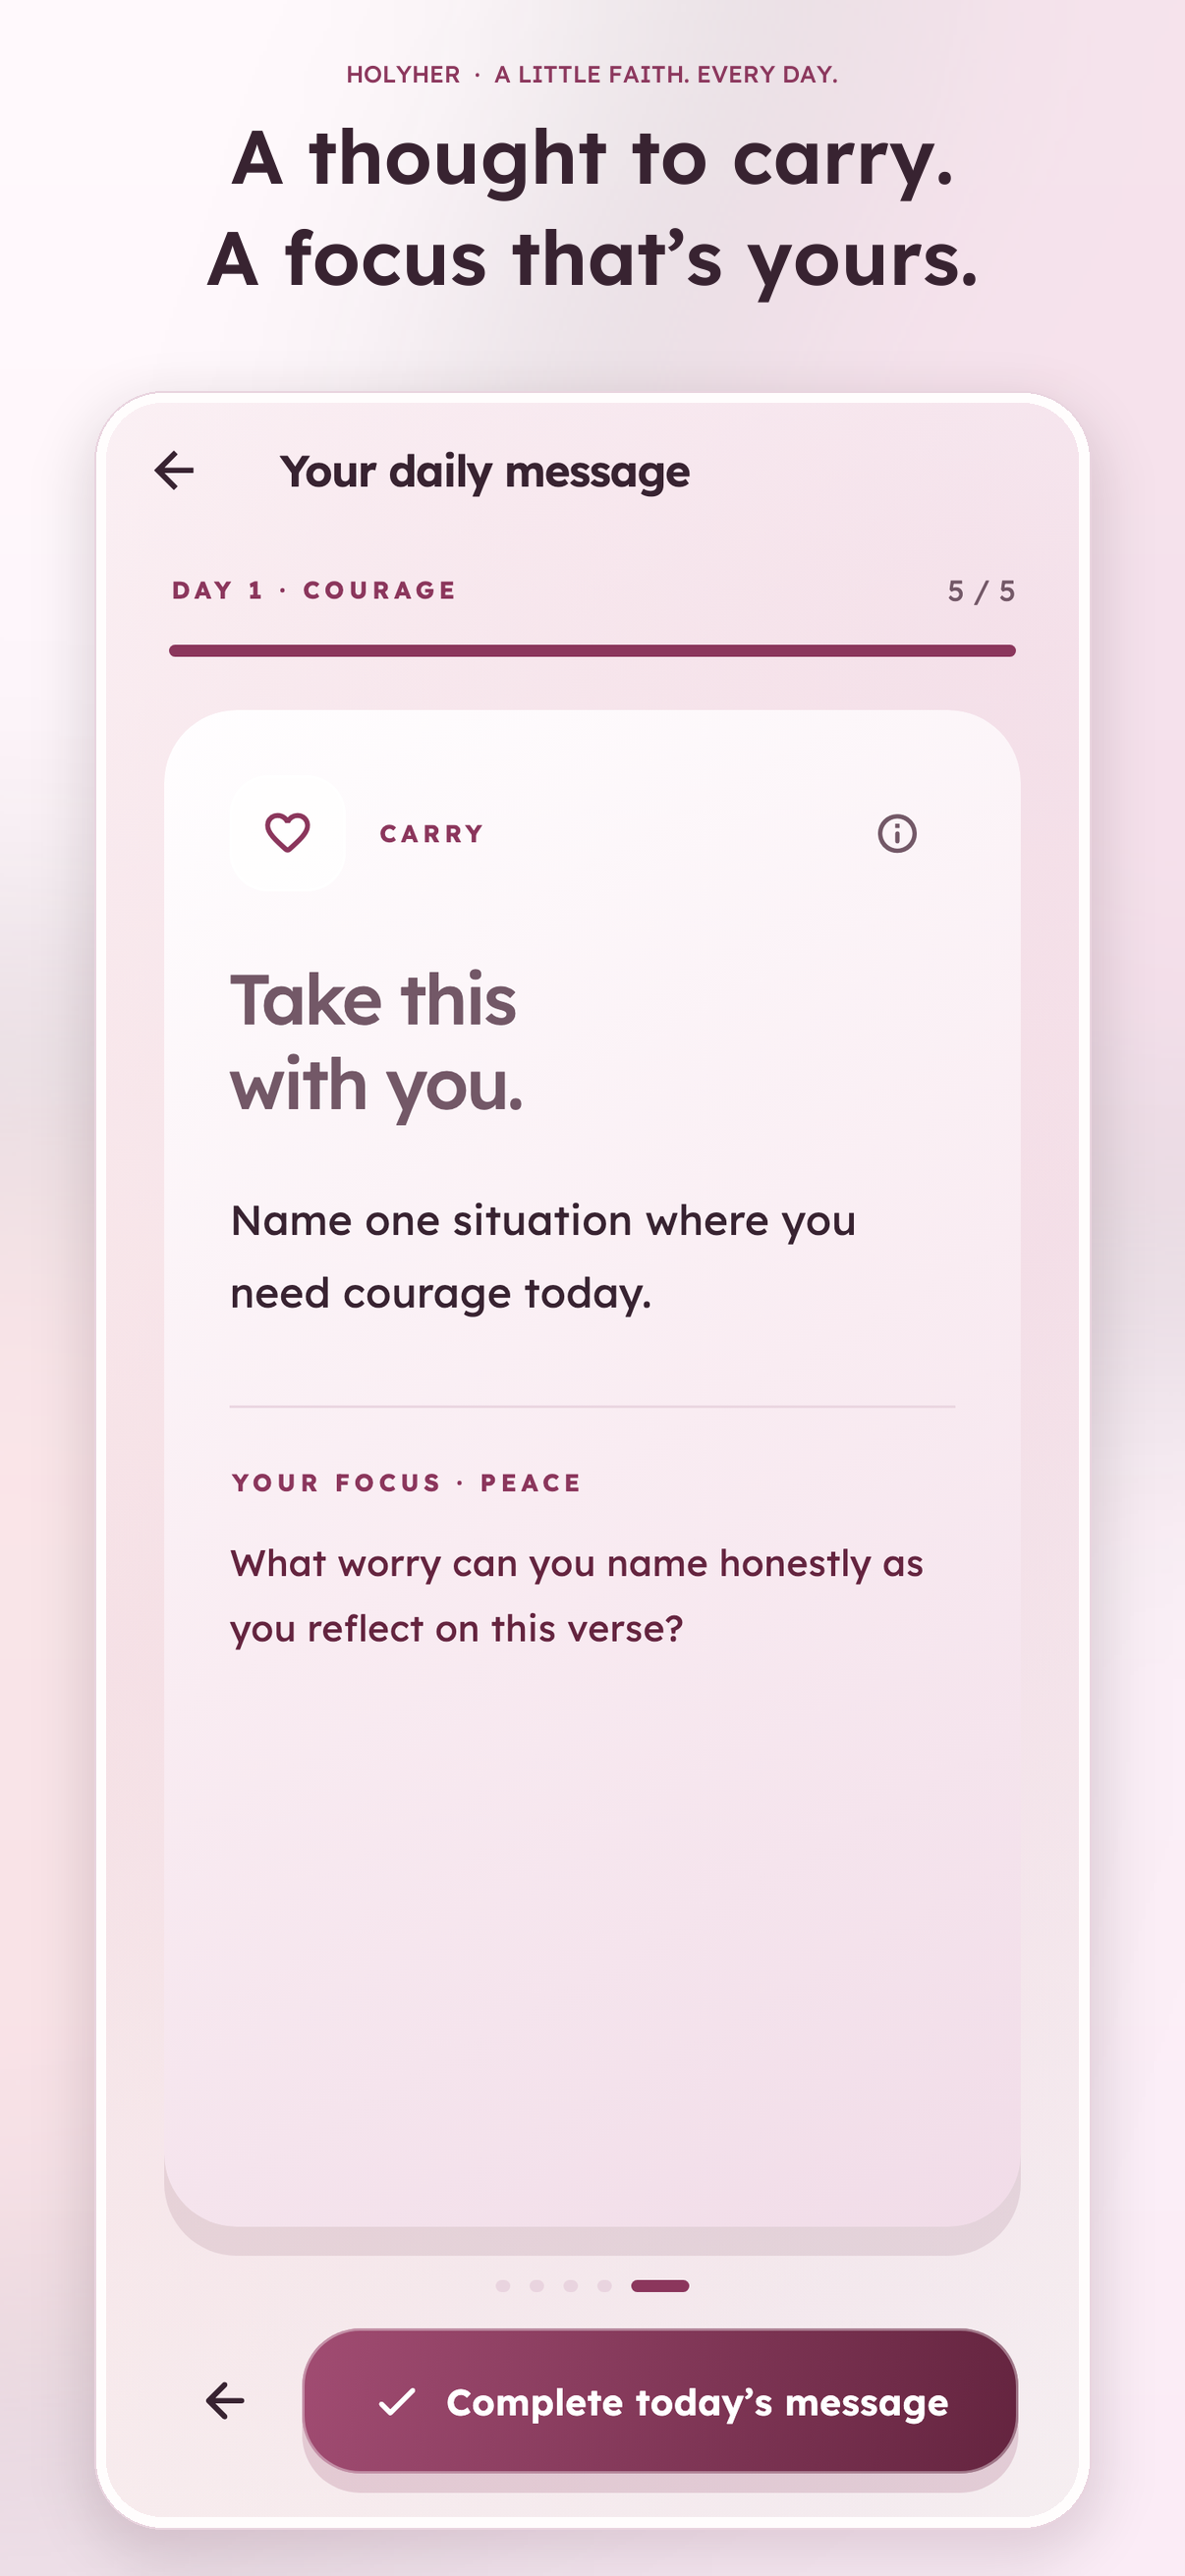 HOLYHER · A LITTLE FAITH. EVERY DAY.
A thought to carry.
A focus that’s yours.
Your daily message
DAY 1 · COURAGE
5 / 5
CARRY
Take this
with you.
Name one situation where you
need courage today.
YOUR FOCUS · PEACE
What worry can you name honestly as
you reflect on this verse?
Complete today’s message